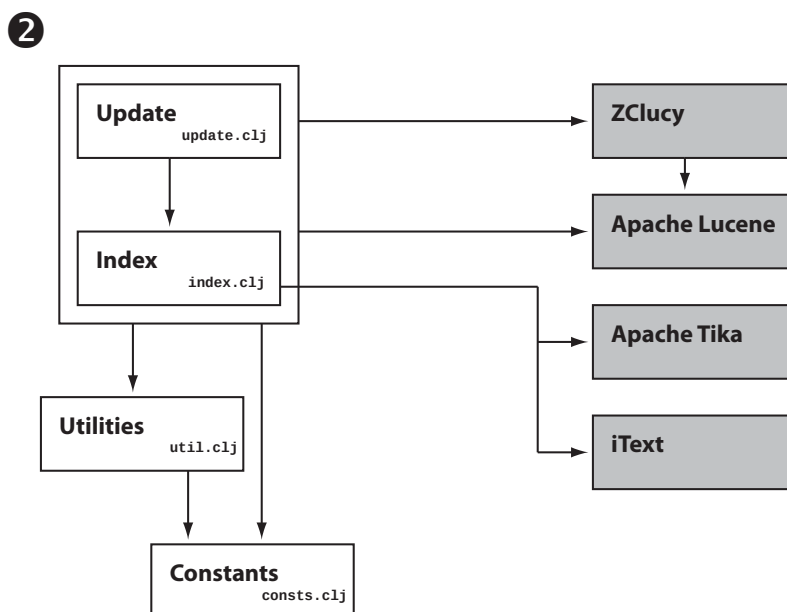 ❷
Update
update.clj
ZClucy
Apache Lucene
Index
index.clj
Apache Tika
Utilities
util.clj
iText
Constants
consts.clj